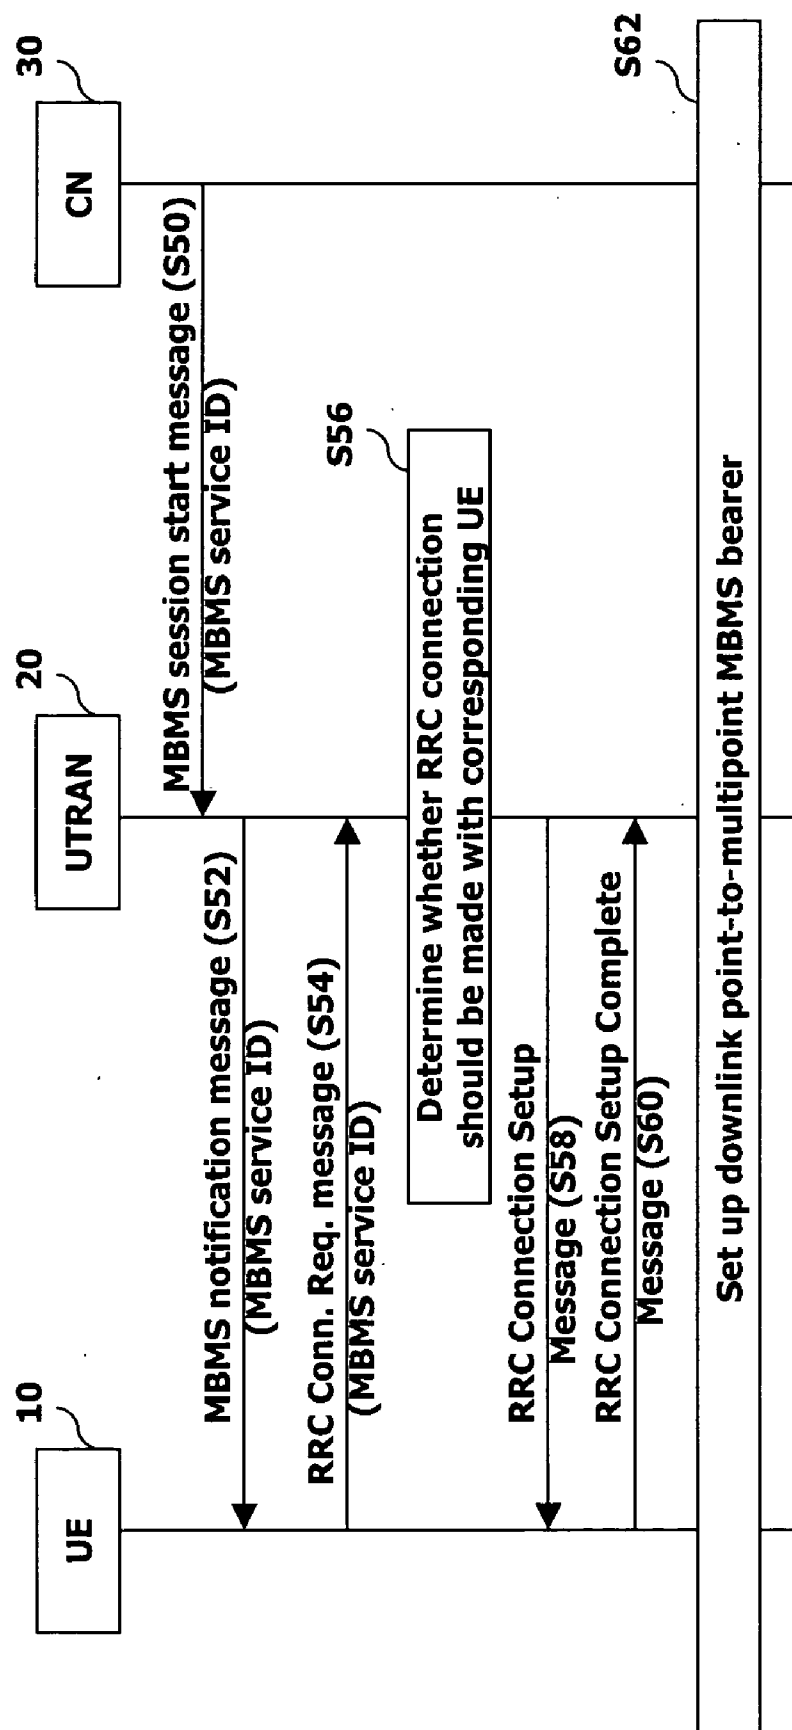 10
20
30
UE
UTRAN
CN
MBMS session start message (S50)
(MBMS service ID)
MBMS notification message (S52)
(MBMS service ID)
RRC Conn. Req. message (S54)
(MBMS service ID)
S56
Determine whether RRC connection
should be made with corresponding UE
RRC Connection Setup
Message (S58)
RRC Connection Setup Complete
Message (S60)
S62
Set up downlink point-to-multipoint MBMS bearer